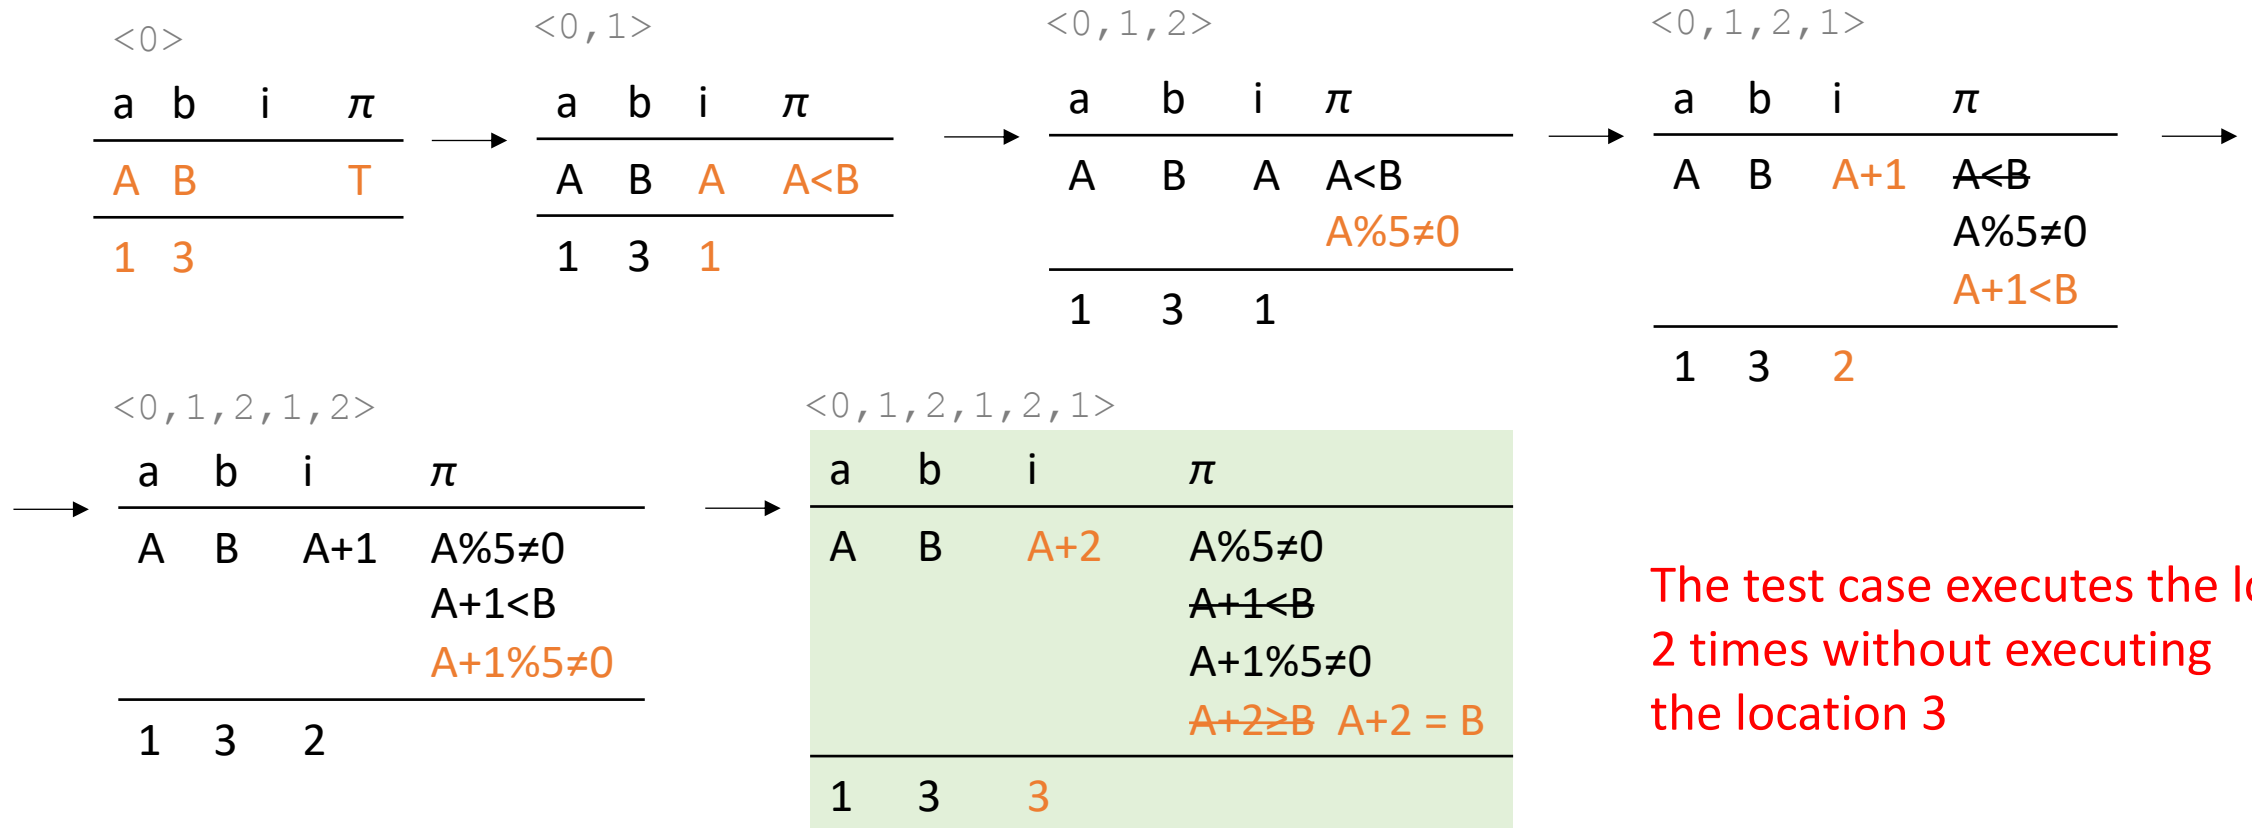 <0>
a b i π
A B T
1 3
<0,1>
a b i π
A B A A<B
1 3 1
<0,1,2>
a b i π
A B A A<B
A%5≠0
1 3 1
<0,1,2,1>
a b i π
A B A+1 A<B
A%5≠0
A+1<B
1 3 2
<0,1,2,1,2>
a b i π
A B A+1 A%5≠0
A+1<B
A+1%5≠0
1 3 2
<0,1,2,1,2,1>
a b i π
A B A+2 A%5≠0
A+1<B
A+1%5≠0
A+2≥B A+2 = B
1 3 3
The test case executes the
2 times without executing
the location 3